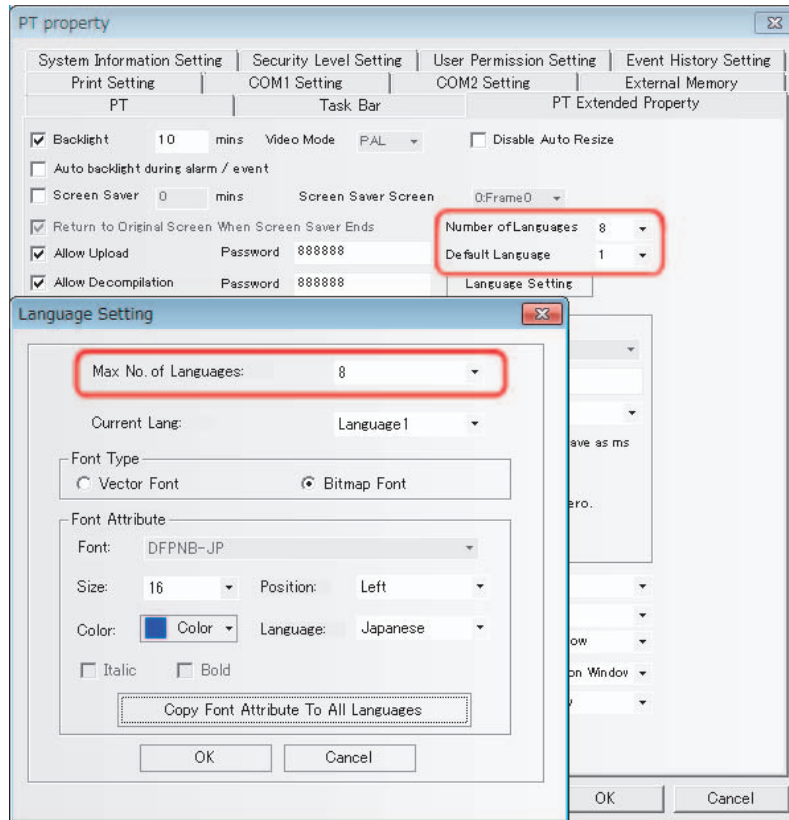 PT property
System Information Setting Security Level Setting User Permission Setting Event History Setting
Print Setting COM1 Setting COM2 Setting External Memory
PT Task Bar PT Extended Property
Backlight 10 mins Video Mode PAL Disable Auto Resize
Auto backlight during alarm / event
Screen Saver 0 mins Screen Saver Screen 0:Frame0
Return to Original Screen When Screen Saver Ends Number of Languages 8
Allow Upload Password 888888 Default Language 1
Allow Decompilation Password 888888 Language Setting
Language Setting
Max No. of Languages: 8
Current Lang: Language1
ave as ms
Font Type
Vector Font Bitmap Font
ero.
Font Attribute
Font: DFPNB-JP
Size: 16 Position: Left
Color: Color Language: Japanese
ow
Italic Bold
on Window
Copy Font Attribute To All Languages
OK Cancel
OK Cancel